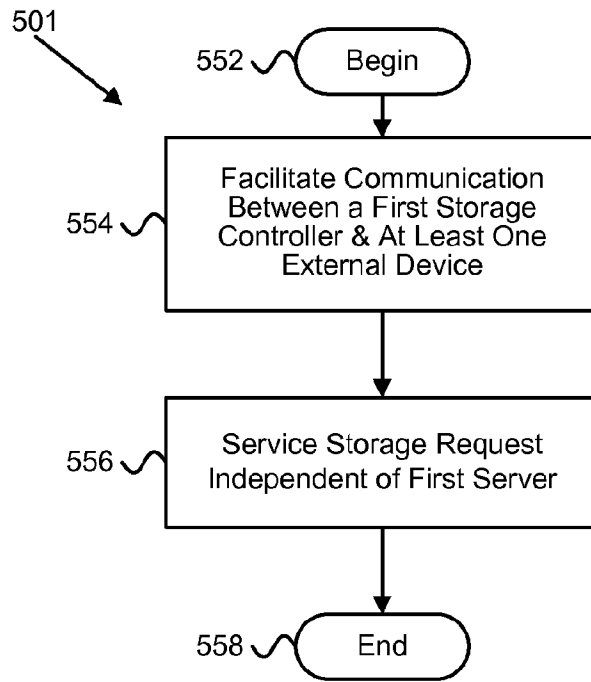 501
552
Begin
554
Facilitate Communication
Between a First Storage
Controller & At Least One
External Device
556
Service Storage Request
Independent of First Server
558
End